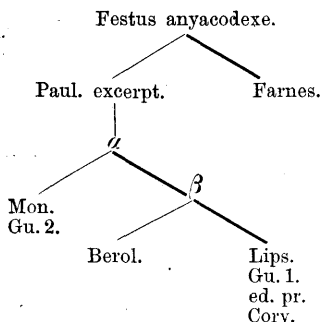 Festus anyacodexe.
Paul. excerpt. Farnes.
α
β
Mon.
Gu. 2.
Berol. Lips.
Gu. 1.
ed. pr.
Corv.